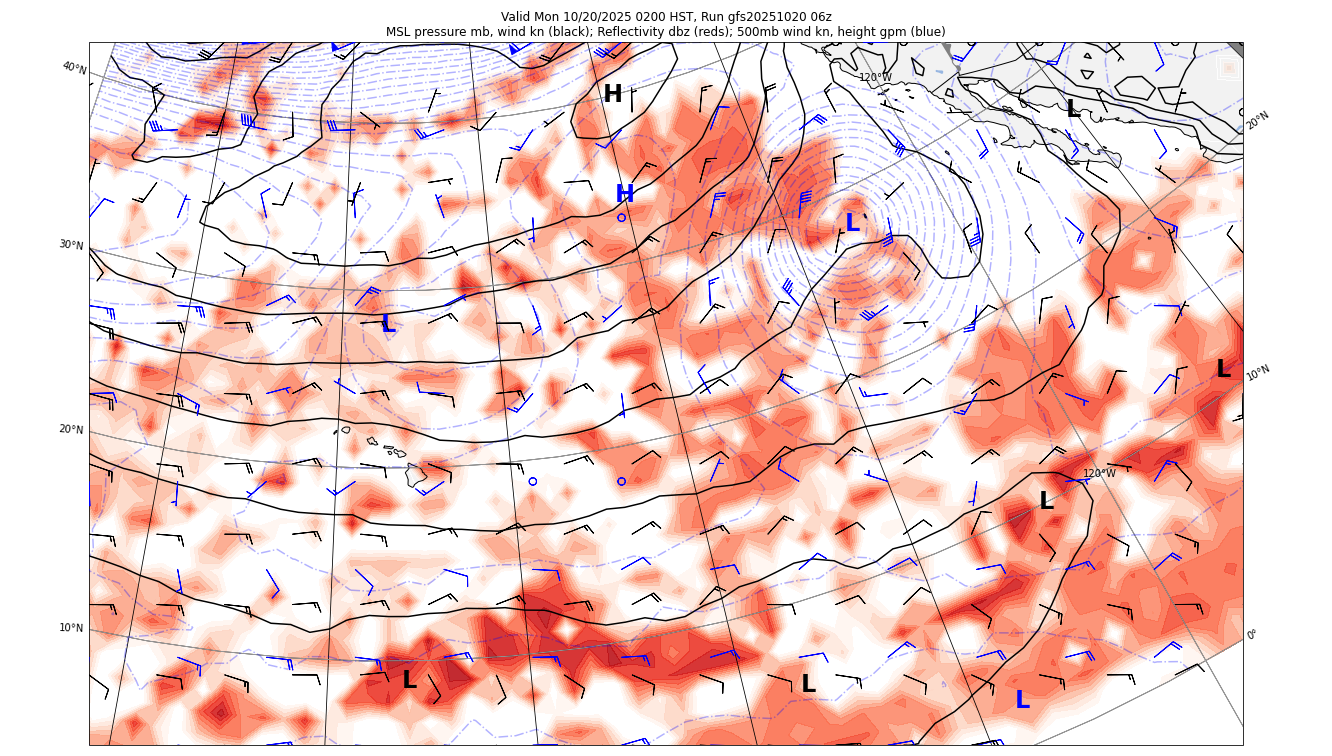 Valid Mon 10/20/2025 0200 HST, Run gfs20251020 06z
MSL pressure mb, wind kn (black); Reflectivity dbz (reds); 500mb wind kn, height gpm (blue)
40°N
120°W
H
L
20°N
H
L
30°N
L
L
10°N
20°N
120°W
L
10°N
0°
L
L
L